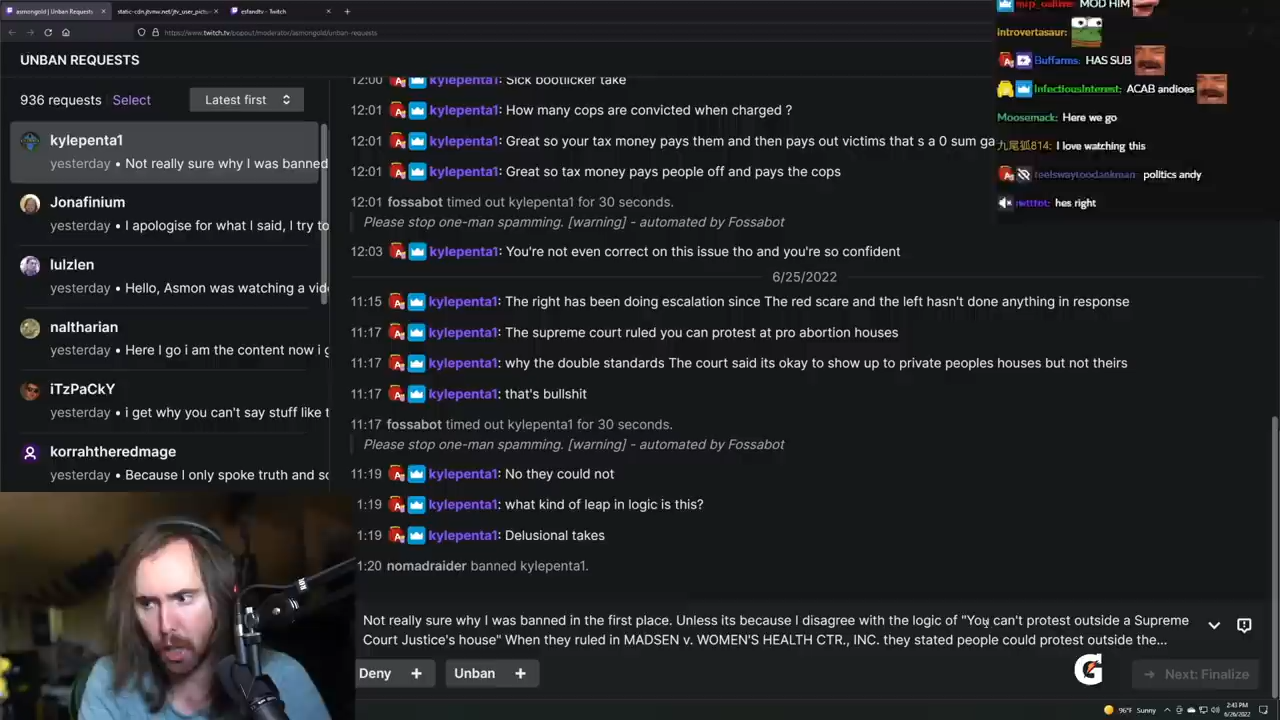 asmongold | Unban Requests
static-cdn.jtvnw.net/jtv_user_pictu
esfandtv - Twitch
https://www.twitch.tv/popout/moderator/asmongold/unban-requests
UNBAN REQUESTS
936 requests Select Latest first
kylepenta1
yesterday • Not really sure why I was banned
Jonafinium
yesterday • I apologise for what I said, I try to
lulzlen
yesterday • Hello, Asmon was watching a vid
naltharian
yesterday • Here I go i am the content now i g
iTzPaCkY
yesterday • i get why you can't say stuff like t
korrahtheredmage
yesterday • Because I only spoke truth and so
12:00 kylepenta1: Sick bootlicker take
12:01 kylepenta1: How many cops are convicted when charged ?
12:01 kylepenta1: Great so your tax money pays them and then pays out victims that s a 0 sum ga
12:01 kylepenta1: Great so tax money pays people off and pays the cops
12:01 fossabot timed out kylepenta1 for 30 seconds.
Please stop one-man spamming. [warning] - automated by Fossabot
12:03 kylepenta1: You're not even correct on this issue tho and you're so confident
6/25/2022
11:15 kylepenta1: The right has been doing escalation since The red scare and the left hasn't done anything in response
11:17 kylepenta1: The supreme court ruled you can protest at pro abortion houses
11:17 kylepenta1: why the double standards The court said its okay to show up to private peoples houses but not theirs
11:17 kylepenta1: that's bullshit
11:17 fossabot timed out kylepenta1 for 30 seconds.
Please stop one-man spamming. [warning] - automated by Fossabot
11:19 kylepenta1: No they could not
1:19 kylepenta1: what kind of leap in logic is this?
1:19 kylepenta1: Delusional takes
1:20 nomadraider banned kylepenta1.
Not really sure why I was banned in the first place. Unless its because I disagree with the logic of "You can't protest outside a Supreme
Court Justice's house" When they ruled in MADSEN v. WOMEN'S HEALTH CTR., INC. they stated people could protest outside the...
Deny + Unban + Next: Finalize
MOD HIM
Introvertasaur:
Buffarms: HAS SUB
InfectiousInterest: ACAB andioes
Moosemack: Here we go
九尾狐814: I love watching this
feelswaytoodankman politics andy
hes right
96°F Sunny
2:43 PM
6/26/2022